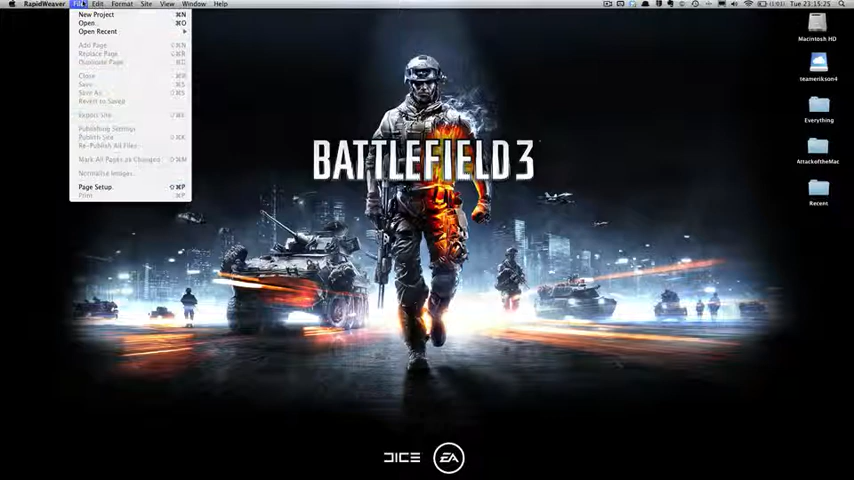 RapidWeaver File Edit Format Site View Window Help
Tue 23:15:25
New Project ⌘N
Open... ⌘O
Open Recent
Add Page
Replace Page
Duplicate Page
Close
Save
Save As...
Revert to Saved
Export Site
Publishing Settings
Publish Site
Re-Publish All Files
Mark All Pages as Changed
Normalise Images...
Page Setup... ⇧⌘P
Print ⌘P
Macintosh HD
teamerikson4
Everything
AttackoftheMac
Recent
BATTLEFIELD 3
DICE EA